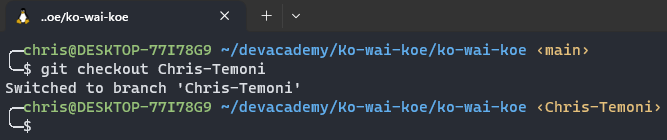 ..oe/ko-wai-koe
chris@DESKTOP-77I78G9 ~/devacademy/Ko-wai-koe/ko-wai-koe ‹main›
$ git checkout Chris-Temoni
Switched to branch 'Chris-Temoni'
chris@DESKTOP-77I78G9 ~/devacademy/Ko-wai-koe/ko-wai-koe ‹Chris-Temoni›
$